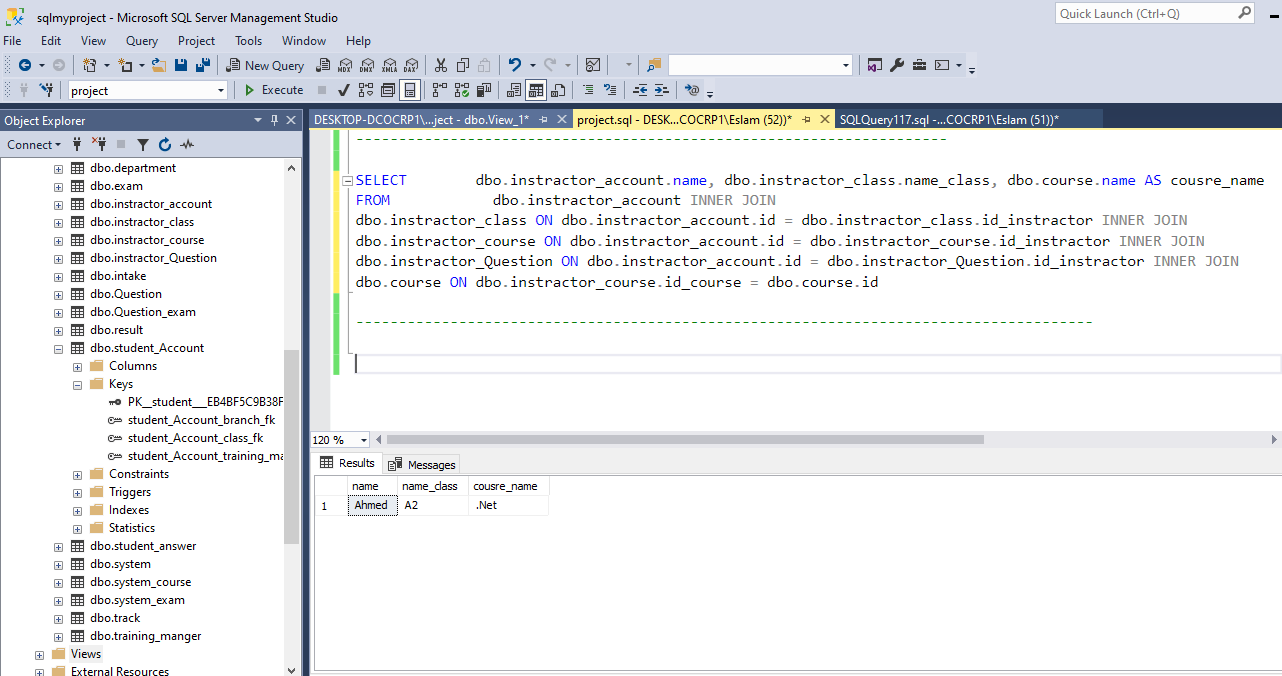 sqlmyproject - Microsoft SQL Server Management Studio
Quick Launch (Ctrl+Q)
File Edit View Query Project Tools Window Help
New Query
MDX DMX XMLA DAX
project
Execute
Object Explorer
Connect
dbo.department
dbo.exam
dbo.instractor_account
dbo.instractor_class
dbo.instractor_course
dbo.instractor_Question
dbo.intake
dbo.Question
dbo.Question_exam
dbo.result
dbo.student_Account
Columns
Keys
PK__student___EB4BF5C9B38F
student_Account_branch_fk
student_Account_class_fk
student_Account_training_ma
Constraints
Triggers
Indexes
Statistics
dbo.student_answer
dbo.system
dbo.system_course
dbo.system_exam
dbo.track
dbo.training_manger
Views
External Resources
DESKTOP-DCOCRP1\...ject - dbo.View_1*
project.sql - DESK...COCRP1\Eslam (52))*
SQLQuery117.sql -...COCRP1\Eslam (51))*
SELECT dbo.instractor_account.name, dbo.instractor_class.name_class, dbo.course.name AS cousre_name
FROM dbo.instractor_account INNER JOIN
dbo.instractor_class ON dbo.instractor_account.id = dbo.instractor_class.id_instractor INNER JOIN
dbo.instractor_course ON dbo.instractor_account.id = dbo.instractor_course.id_instractor INNER JOIN
dbo.instractor_Question ON dbo.instractor_account.id = dbo.instractor_Question.id_instractor INNER JOIN
dbo.course ON dbo.instractor_course.id_course = dbo.course.id
120 %
Results Messages
name name_class cousre_name
1 Ahmed A2 .Net